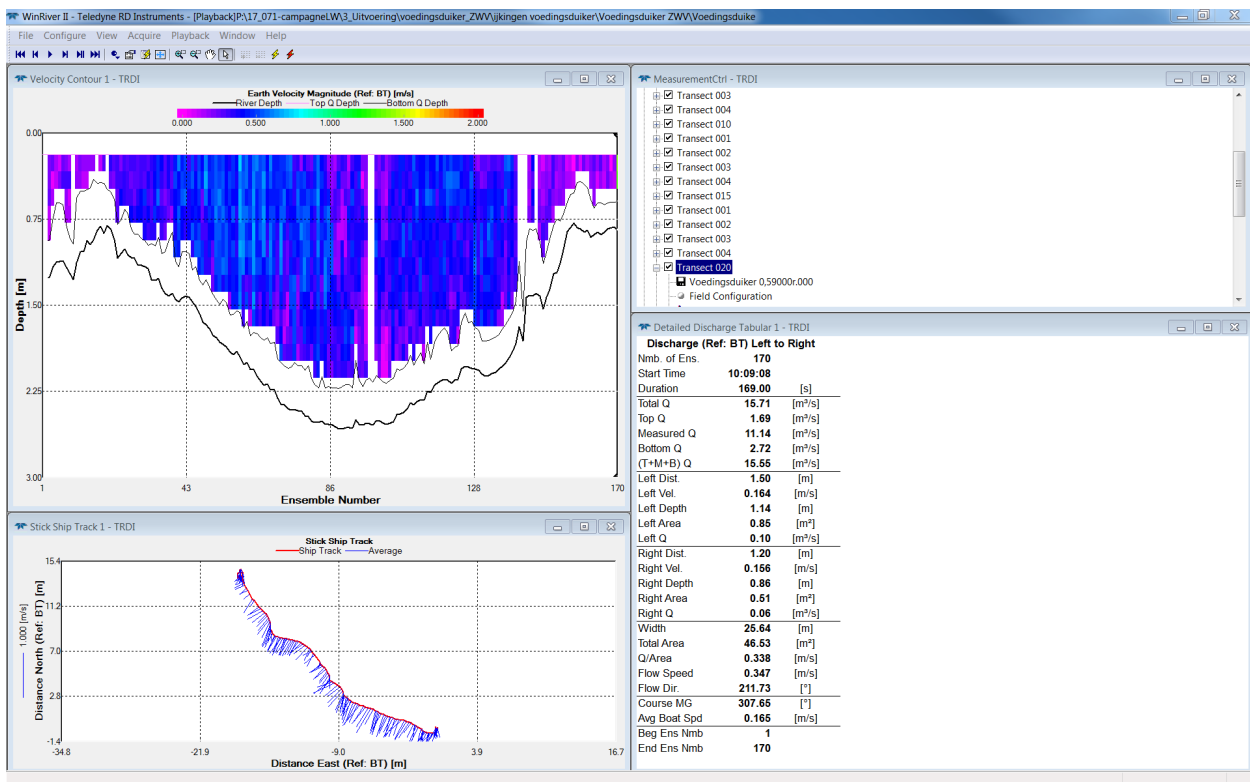 WinRiver II - Teledyne RD Instruments - [Playback]P:\17_071-campagneLW\3_Uitvoering\voedingsduiker_ZWV\ijkingen voedingsduiker\Voedingsduiker ZWV\Voedingsduike
File Configure View Acquire Playback Window Help
Velocity Contour 1 - TRDI
Earth Velocity Magnitude (Ref: BT) [m/s]
River Depth Top Q Depth Bottom Q Depth
0.000 0.500 1.000 1.500 2.000
0.00
0.75
1.50
2.25
3.00
Depth [m]
1 43 86 128 170
Ensemble Number
Stick Ship Track 1 - TRDI
Stick Ship Track
Ship Track Average
15.4
11.2
7.0
2.8
-1.4
1.000 [m/s]
Distance North (Ref: BT) [m]
-34.8 -21.9 -9.0 3.9 16.7
Distance East (Ref: BT) [m]
MeasurementCtrl - TRDI
Transect 003
Transect 004
Transect 010
Transect 001
Transect 002
Transect 003
Transect 004
Transect 015
Transect 001
Transect 002
Transect 003
Transect 004
Transect 020
Voedingsduiker 0,59000r.000
Field Configuration
Detailed Discharge Tabular 1 - TRDI
Discharge (Ref: BT) Left to Right
Nmb. of Ens. 170
Start Time 10:09:08
Duration 169.00 [s]
Total Q 15.71 [m³/s]
Top Q 1.69 [m³/s]
Measured Q 11.14 [m³/s]
Bottom Q 2.72 [m³/s]
(T+M+B) Q 15.55 [m³/s]
Left Dist. 1.50 [m]
Left Vel. 0.164 [m/s]
Left Depth 1.14 [m]
Left Area 0.85 [m²]
Left Q 0.10 [m³/s]
Right Dist. 1.20 [m]
Right Vel. 0.156 [m/s]
Right Depth 0.86 [m]
Right Area 0.51 [m²]
Right Q 0.06 [m³/s]
Width 25.64 [m]
Total Area 46.53 [m²]
Q/Area 0.338 [m/s]
Flow Speed 0.347 [m/s]
Flow Dir. 211.73 [°]
Course MG 307.65 [°]
Avg Boat Spd 0.165 [m/s]
Beg Ens Nmb 1
End Ens Nmb 170